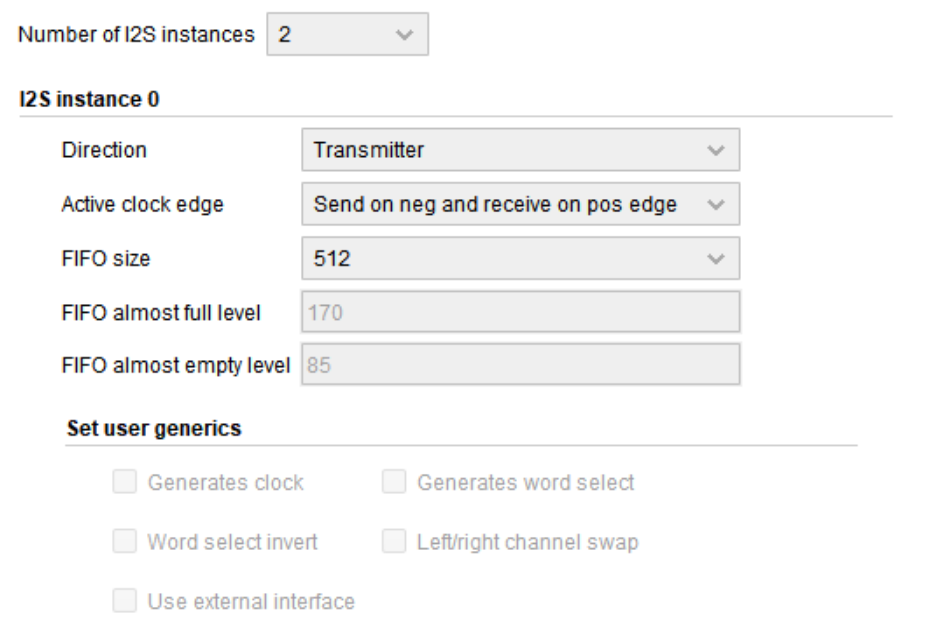 Number of I2S instances 2
I2S instance 0
Direction Transmitter
Active clock edge Send on neg and receive on pos edge
FIFO size 512
FIFO almost full level 170
FIFO almost empty level 85
Set user generics
Generates clock Generates word select
Word select invert Left/right channel swap
Use external interface